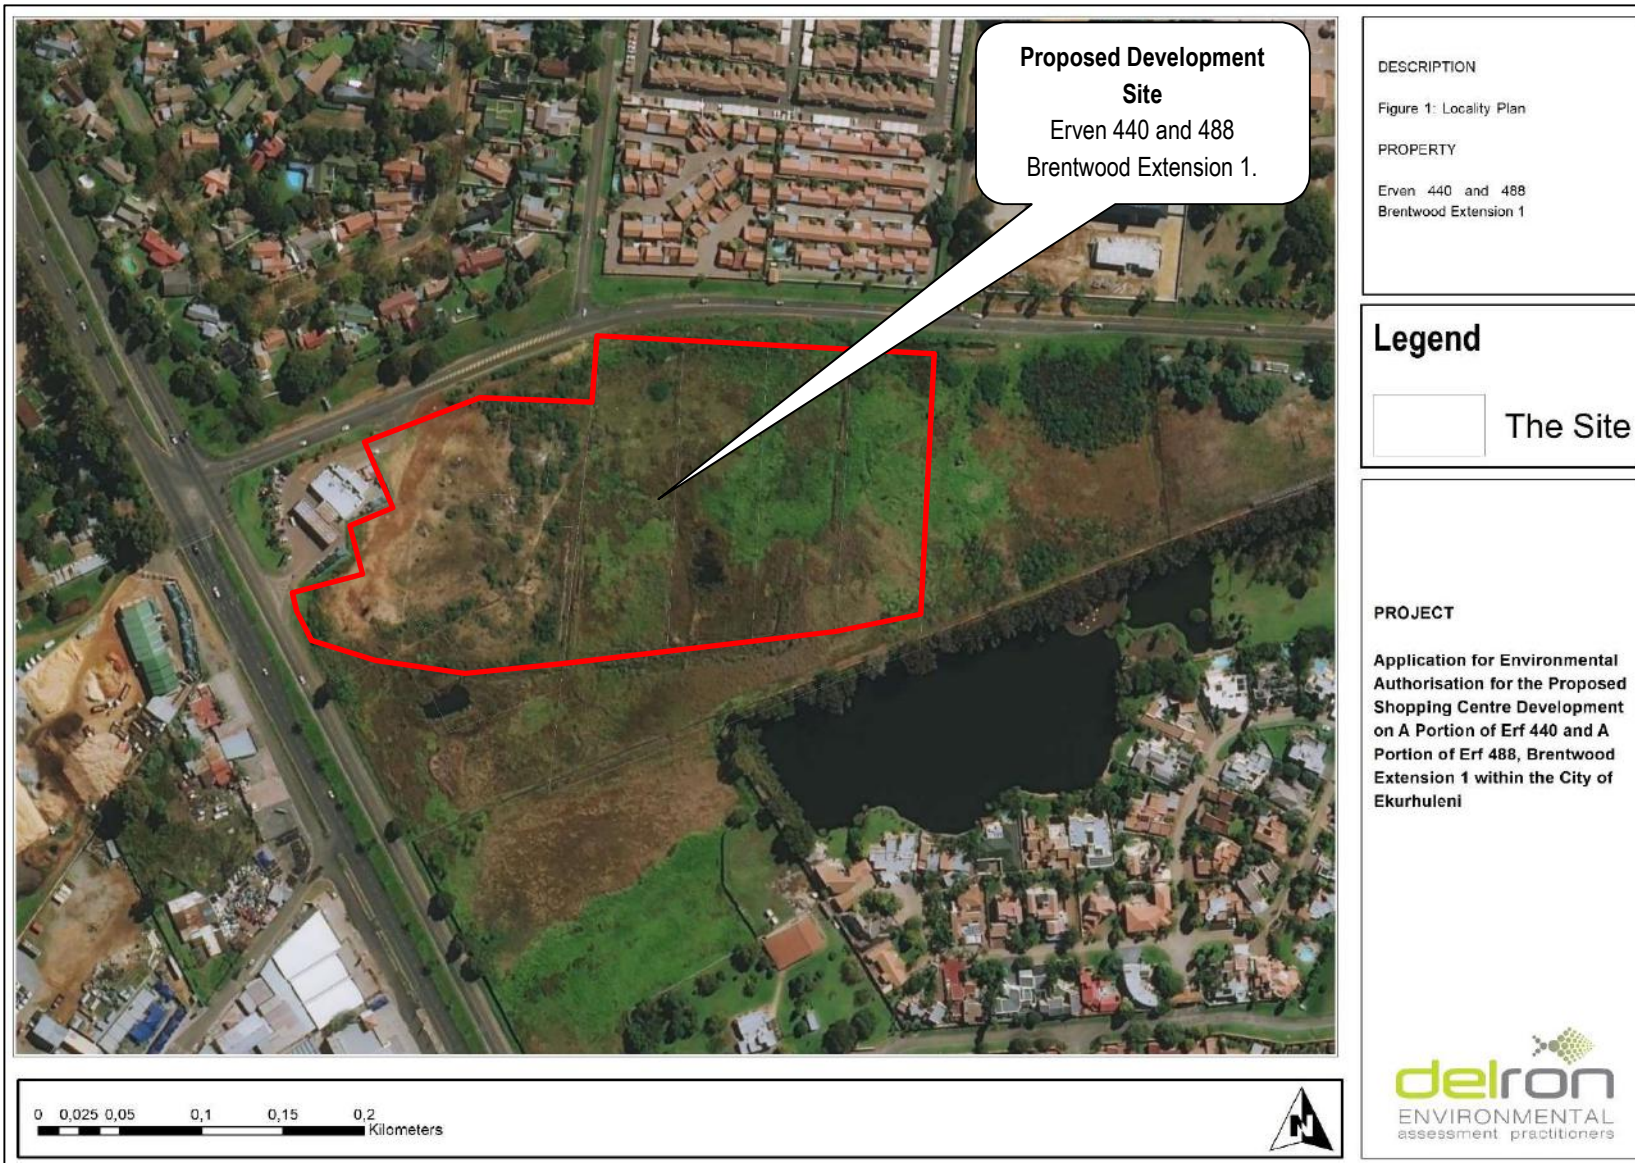 Proposed Development
Site
Erven 440 and 488
Brentwood Extension 1.
DESCRIPTION
Figure 1: Locality Plan
PROPERTY
Erven 440 and 488
Brentwood Extension 1
Legend
The Site
PROJECT
Application for Environmental
Authorisation for the Proposed
Shopping Centre Development
on A Portion of Erf 440 and A
Portion of Erf 488, Brentwood
Extension 1 within the City of
Ekurhuleni
delron
ENVIRONMENTAL
assessment practitioners
0 0,025 0,05 0,1 0,15 0,2
Kilometers
N